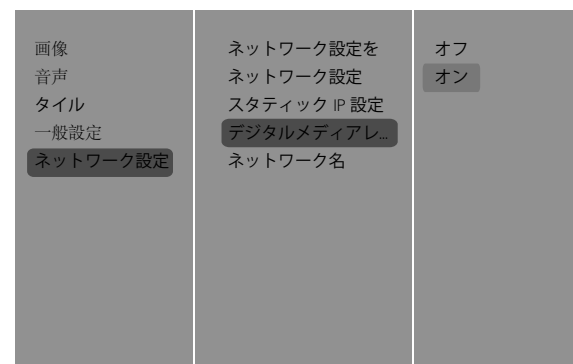 画像
音声
タイル
一般設定
ネットワーク設定
ネットワーク設定を
ネットワーク設定
スタティック IP 設定
デジタルメディアレ...
ネットワーク名
オフ
オン